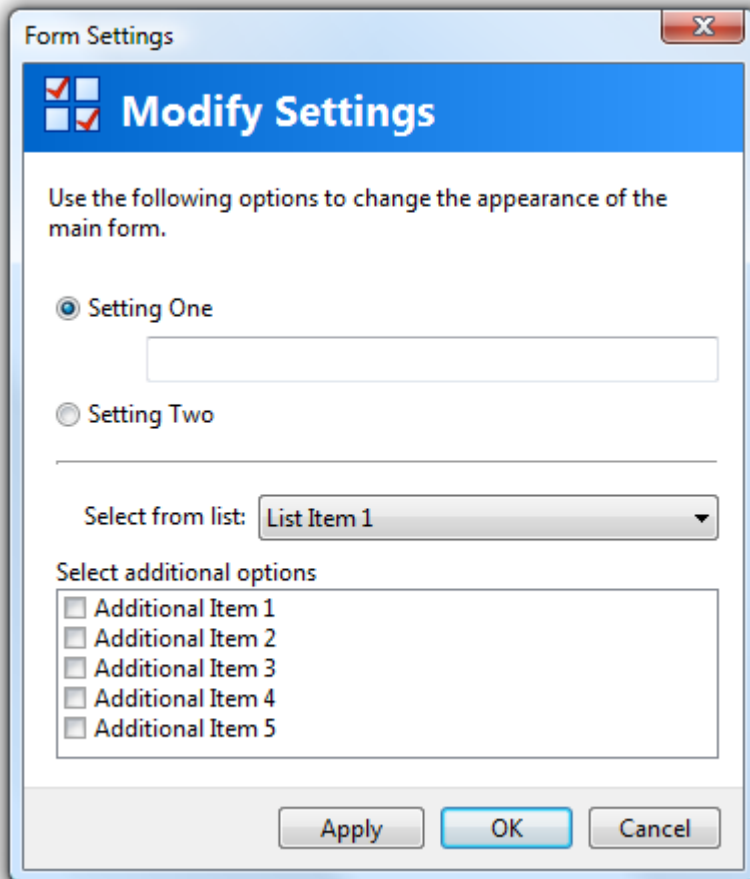 Form Settings
Modify Settings
Use the following options to change the appearance of the
main form.
Setting One
Setting Two
Select from list: List Item 1
Select additional options
Additional Item 1
Additional Item 2
Additional Item 3
Additional Item 4
Additional Item 5
Apply OK Cancel